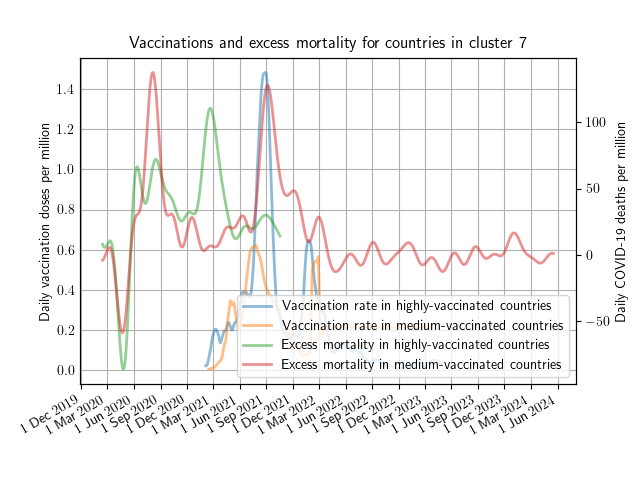 Vaccinations and excess mortality for countries in cluster 7
Daily vaccination doses per million
1.4
1.2
1.0
0.8
0.6
0.4
0.2
0.0
100
50
0
−50
Daily COVID-19 deaths per million
Vaccination rate in highly-vaccinated countries
Vaccination rate in medium-vaccinated countries
Excess mortality in highly-vaccinated countries
Excess mortality in medium-vaccinated countries
1 Dec 2019
1 Mar 2020
1 Jun 2020
1 Sep 2020
1 Dec 2020
1 Mar 2021
1 Jun 2021
1 Sep 2021
1 Dec 2021
1 Mar 2022
1 Jun 2022
1 Sep 2022
1 Dec 2022
1 Mar 2023
1 Jun 2023
1 Sep 2023
1 Dec 2023
1 Mar 2024
1 Jun 2024